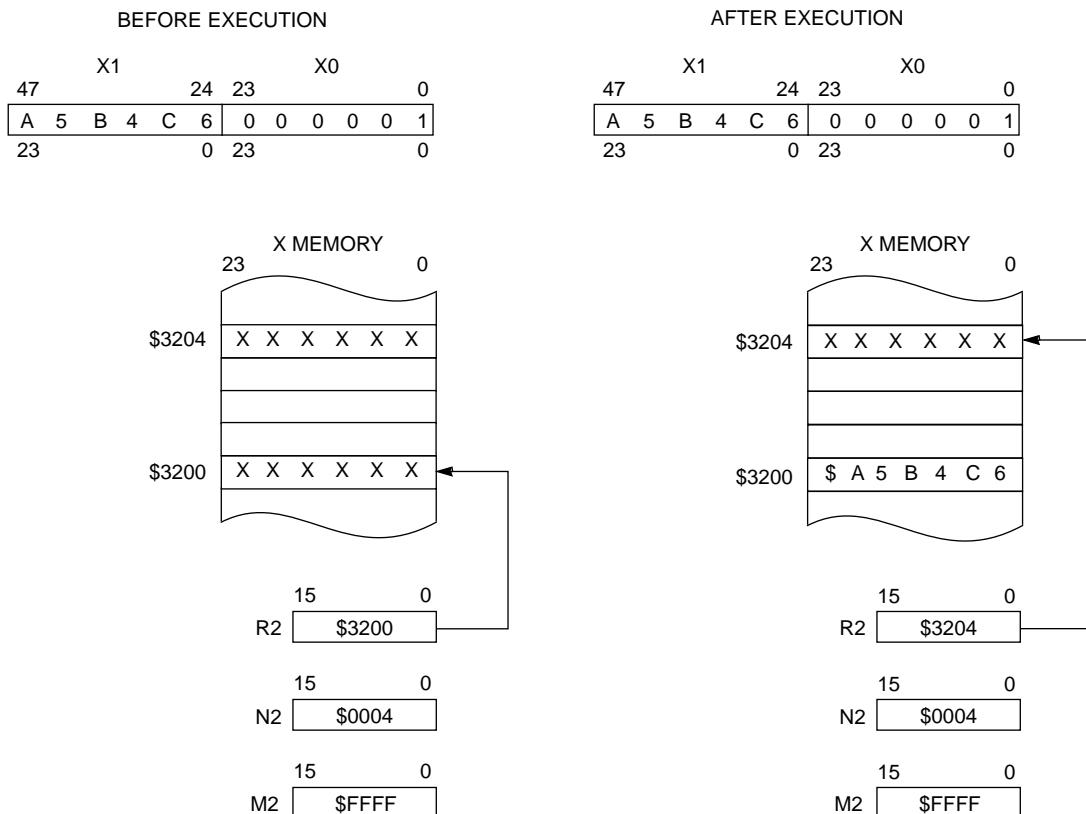 BEFORE EXECUTION
X1 X0
47 24 23 0
A 5 B 4 C 6 0 0 0 0 0 1
23 0 23 0
X MEMORY
23 0
$3204 X X X X X X
$3200 X X X X X X
15 0
R2 $3200
15 0
N2 $0004
15 0
M2 $FFFF
AFTER EXECUTION
X1 X0
47 24 23 0
A 5 B 4 C 6 0 0 0 0 0 1
23 0 23 0
X MEMORY
23 0
$3204 X X X X X X
$3200 $ A 5 B 4 C 6
15 0
R2 $3204
15 0
N2 $0004
15 0
M2 $FFFF